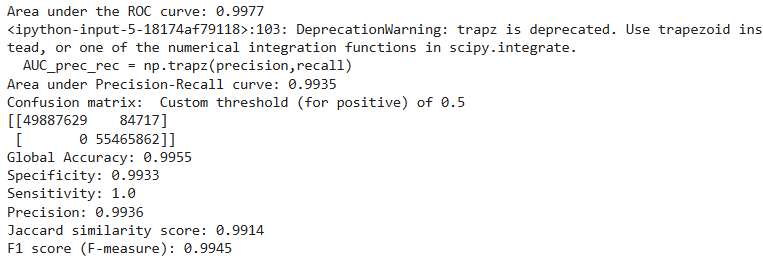 Area under the ROC curve: 0.9977
<ipython-input-5-18174af79118>:103: DeprecationWarning: trapz is deprecated. Use trapezoid ins
tead, or one of the numerical integration functions in scipy.integrate.
  AUC_prec_rec = np.trapz(precision,recall)
Area under Precision-Recall curve: 0.9935
Confusion matrix:  Custom threshold (for positive) of 0.5
[[49887629    84717]
 [       0 55465862]]
Global Accuracy: 0.9955
Specificity: 0.9933
Sensitivity: 1.0
Precision: 0.9936
Jaccard similarity score: 0.9914
F1 score (F-measure): 0.9945